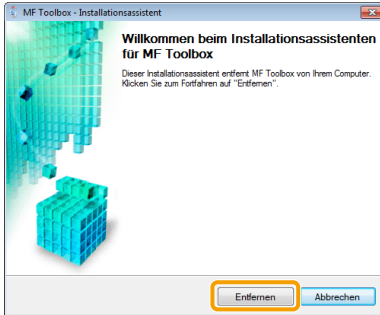 MF Toolbox - Installationsassistent
Willkommen beim Installationsassistenten
für MF Toolbox
Dieser Installationsassistent entfernt MF Toolbox von Ihrem Computer.
Klicken Sie zum Fortfahren auf "Entfernen".
Entfernen
Abbrechen